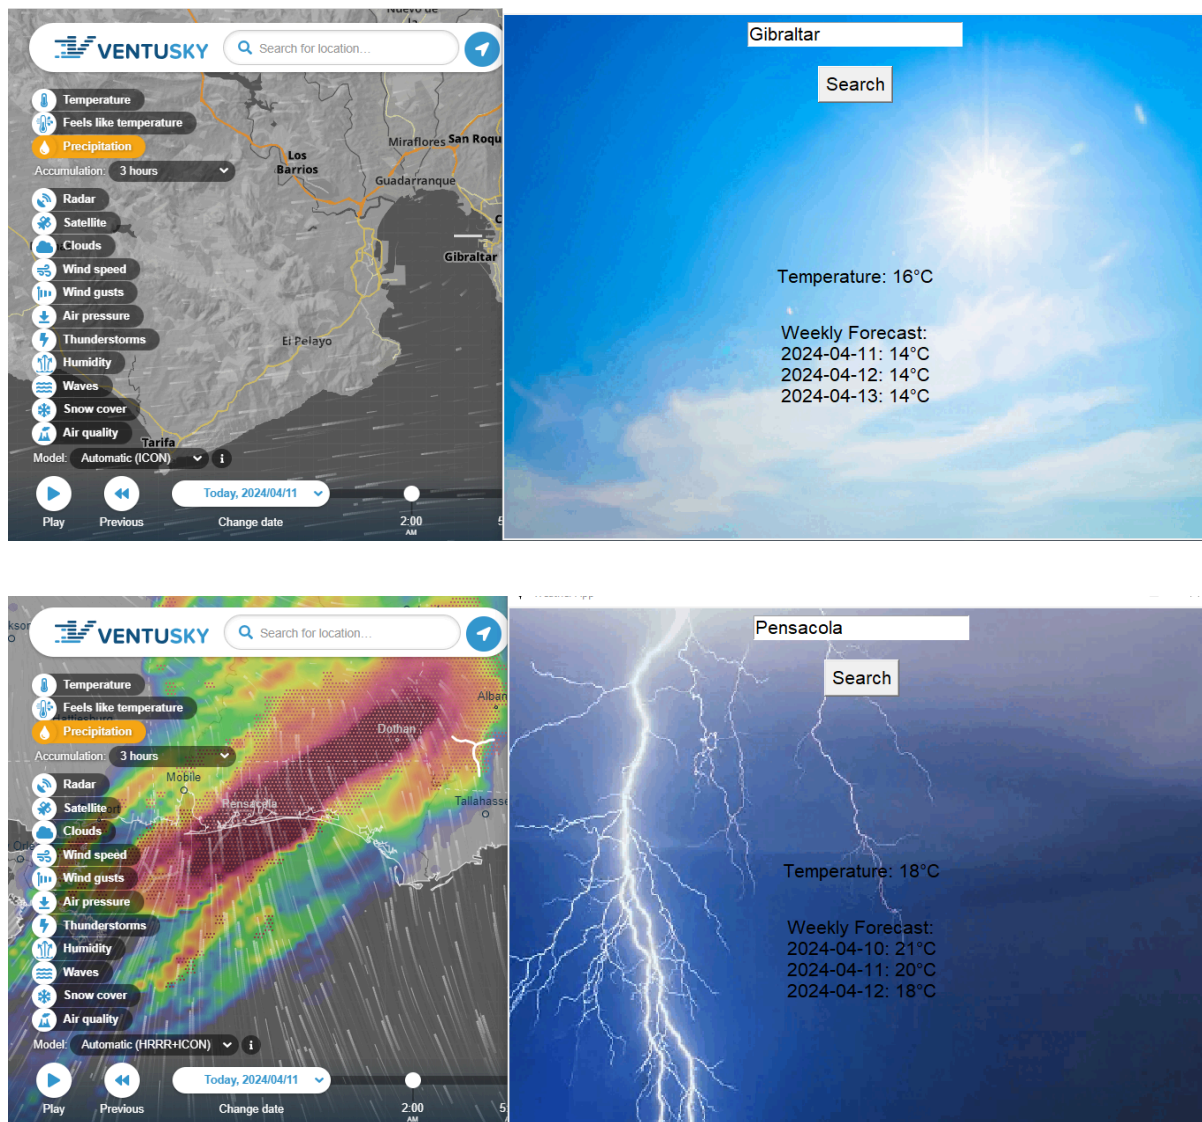 Nuevo de
la
VENTUSKY
Search for location...
Temperature
Feels like temperature
Precipitation
Accumulation: 3 hours
Radar
Satellite
Clouds
Wind speed
Wind gusts
Air pressure
Thunderstorms
Humidity
Waves
Snow cover
Air quality
Model: Automatic (ICON) i
Los
Barrios
Miraflores
San Roqu
Guadarranque
Gibraltar
El Pelayo
Tarifa
Today, 2024/04/11
Play
Previous
Change date
2:00
AM
Gibraltar
Search
Temperature: 16°C
Weekly Forecast:
2024-04-11: 14°C
2024-04-12: 14°C
2024-04-13: 14°C
VENTUSKY
Search for location...
Temperature
Feels like temperature
Precipitation
Accumulation: 3 hours
Radar
Satellite
Clouds
Wind speed
Wind gusts
Air pressure
Thunderstorms
Humidity
Waves
Snow cover
Air quality
Model: Automatic (HRRR+ICON) i
Alban
Dothan
Mobile
Pensacola
Tallahasse
Today, 2024/04/11
Play
Previous
Change date
2:00
AM
Pensacola
Search
Temperature: 18°C
Weekly Forecast:
2024-04-10: 21°C
2024-04-11: 20°C
2024-04-12: 18°C